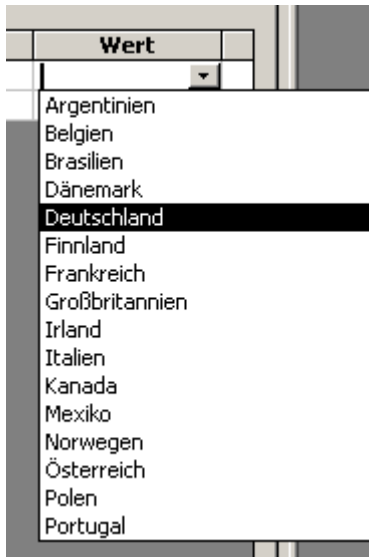 Wert
Argentinien
Belgien
Brasilien
Dänemark
Deutschland
Finnland
Frankreich
Großbritannien
Irland
Italien
Kanada
Mexiko
Norwegen
Österreich
Polen
Portugal